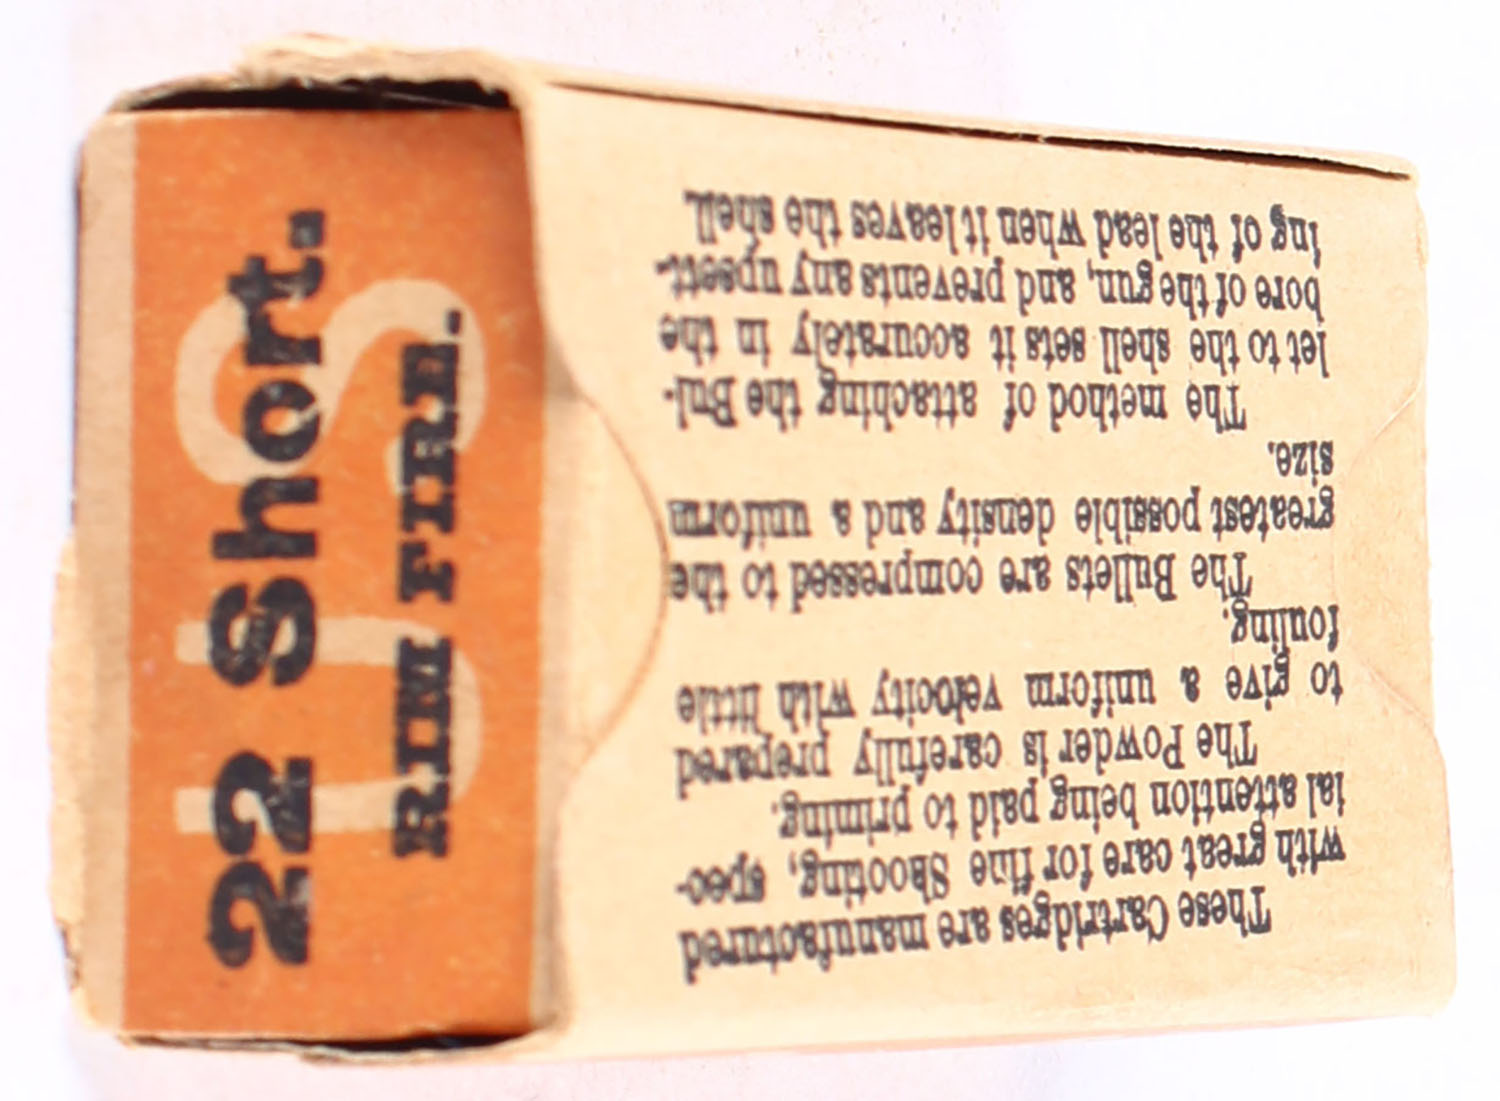 22 Short.
RIM FIRE.
US
These Cartridges are manufactured
with great care for fine Shooting, spec-
ial attention being paid to priming.
The Powder is carefully prepared
to give a uniform velocity with little
fouling.
The Bullets are compressed to the
greatest possible density and a uniform
size.
The method of attaching the Bul-
let to the shell sets it accurately in the
bore of the gun, and prevents any upsett-
ing of the lead when it leaves the shell.